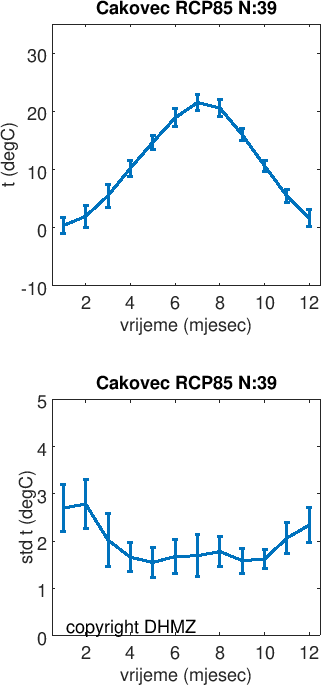 Cakovec RCP85 N:39
30
20
10
0
-10
t (degC)
2 4 6 8 10 12
vrijeme (mjesec)
Cakovec RCP85 N:39
5
4
3
2
1
0
std t (degC)
copyright DHMZ
2 4 6 8 10 12
vrijeme (mjesec)